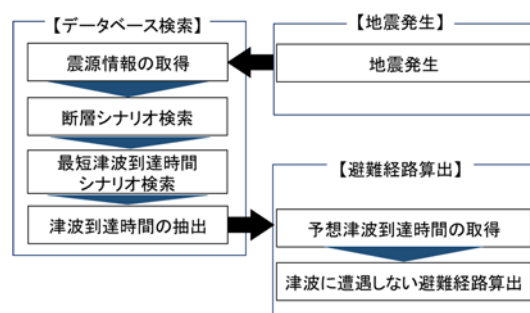 【データベース検索】
震源情報の取得
断層シナリオ検索
最短津波到達時間
シナリオ検索
津波到達時間の抽出
【地震発生】
地震発生
【避難経路算出】
予想津波到達時間の取得
津波に遭遇しない避難経路算出